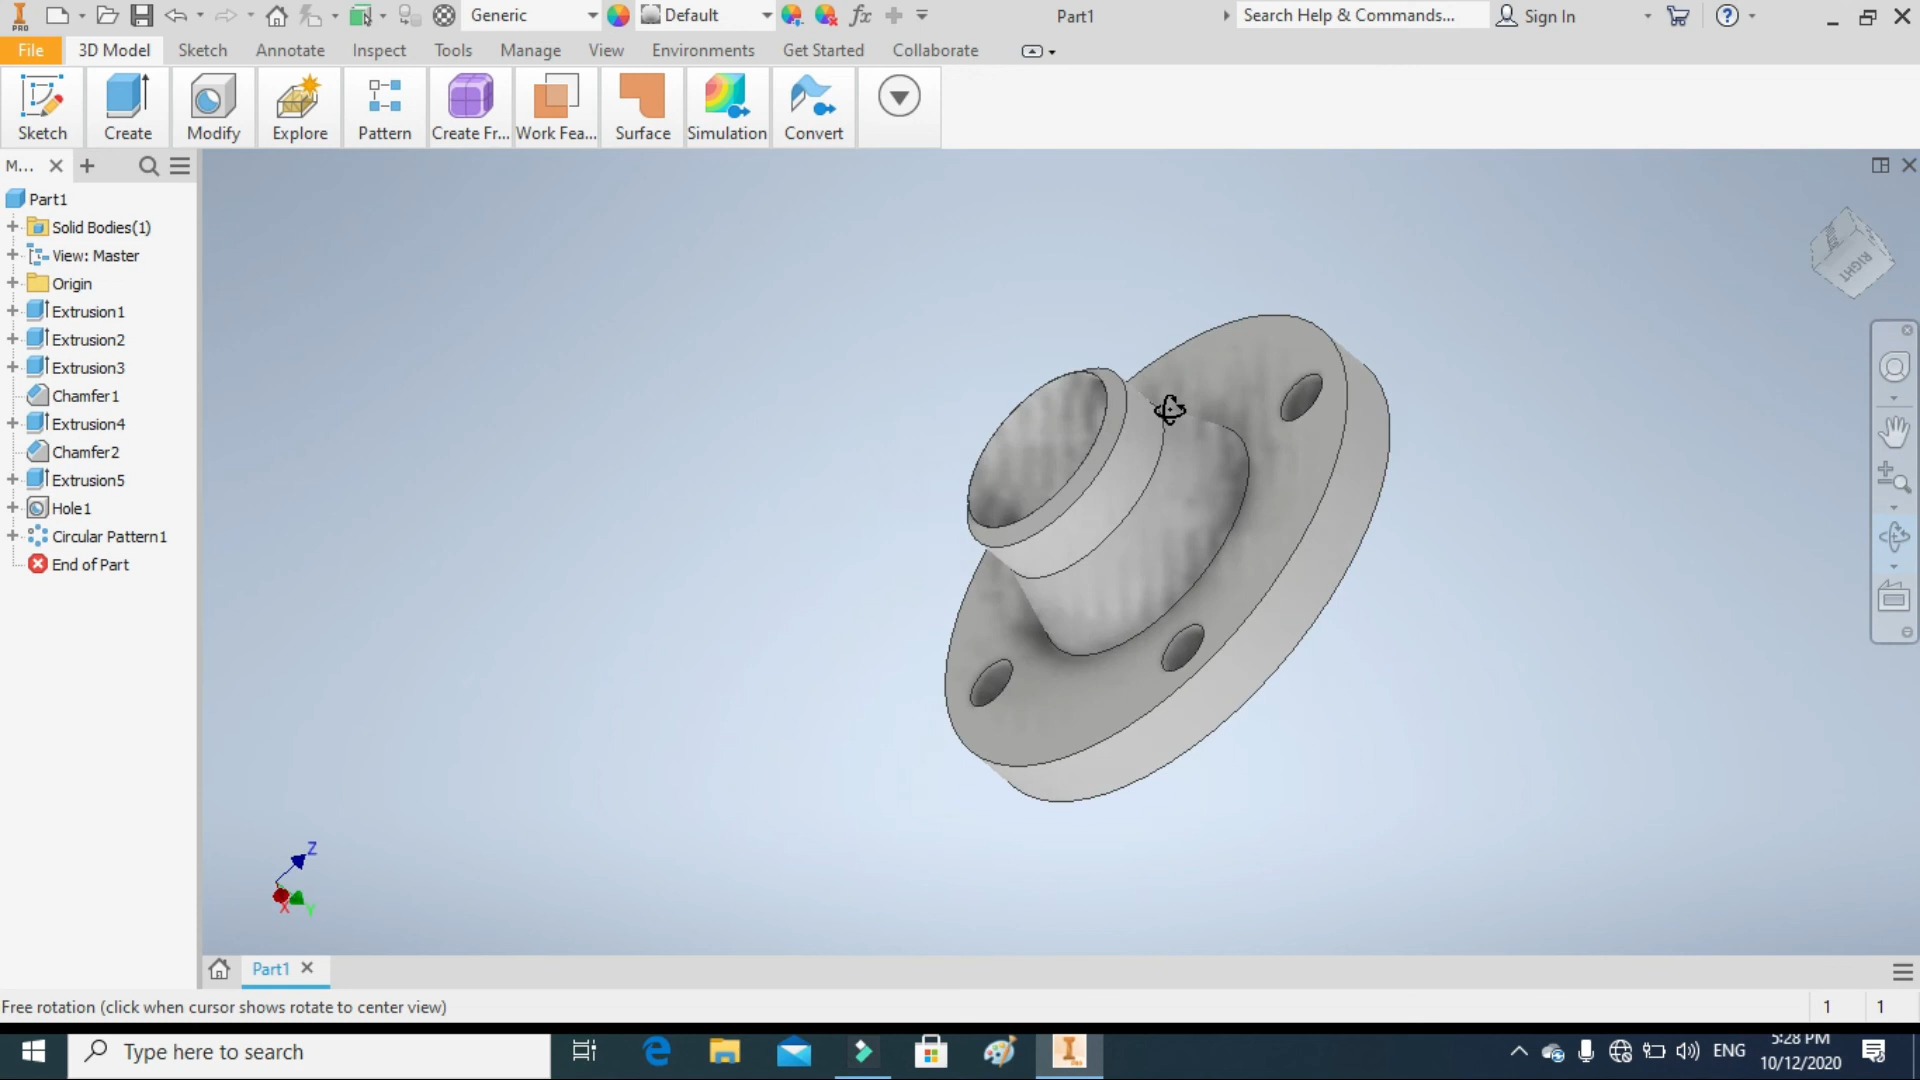 PRO
Generic
Default
fx
Part1
Search Help & Commands...
Sign In
File
3D Model
Sketch
Annotate
Inspect
Tools
Manage
View
Environments
Get Started
Collaborate
Sketch
Create
Modify
Explore
Pattern
Create Fr...
Work Fea...
Surface
Simulation
Convert
M...
Part1
Solid Bodies(1)
View: Master
Origin
Extrusion1
Extrusion2
Extrusion3
Chamfer1
Extrusion4
Chamfer2
Extrusion5
Hole1
Circular Pattern1
End of Part
RIGHT
Z
X
Y
Part1
Free rotation (click when cursor shows rotate to center view)
1
1
Type here to search
ENG
5:28 PM
10/12/2020